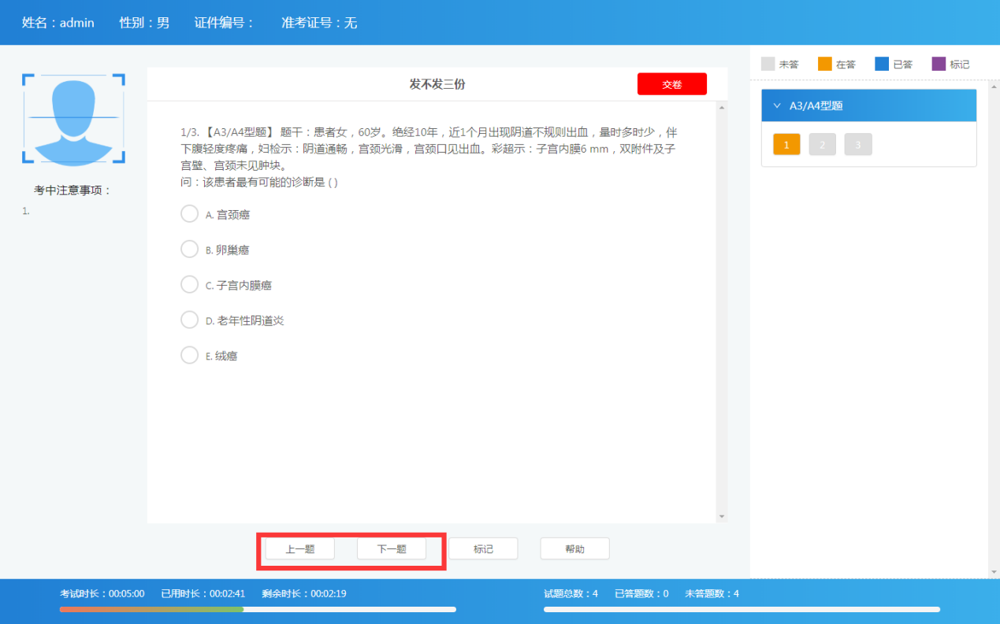 姓名：admin 性别：男 证件编号： 准考证号：无
考中注意事项：
1.
发不发三份
交卷
1/3. 【A3/A4型题】 题干：患者女，60岁。绝经10年，近1个月出现阴道不规则出血，量时多时少，伴
下腹轻度疼痛，妇检示：阴道通畅，宫颈光滑，宫颈口见出血。彩超示：子宫内膜6 mm，双附件及子
宫壁、宫颈未见肿块。
问：该患者最有可能的诊断是 ( )
A. 宫颈癌
B. 卵巢癌
C. 子宫内膜癌
D. 老年性阴道炎
E. 绒癌
上一题 下一题 标记 帮助
未答 在答 已答 标记
A3/A4型题
1 2 3
考试时长：00:05:00 已用时长：00:02:41 剩余时长：00:02:19
试题总数：4 已答题数：0 未答题数：4